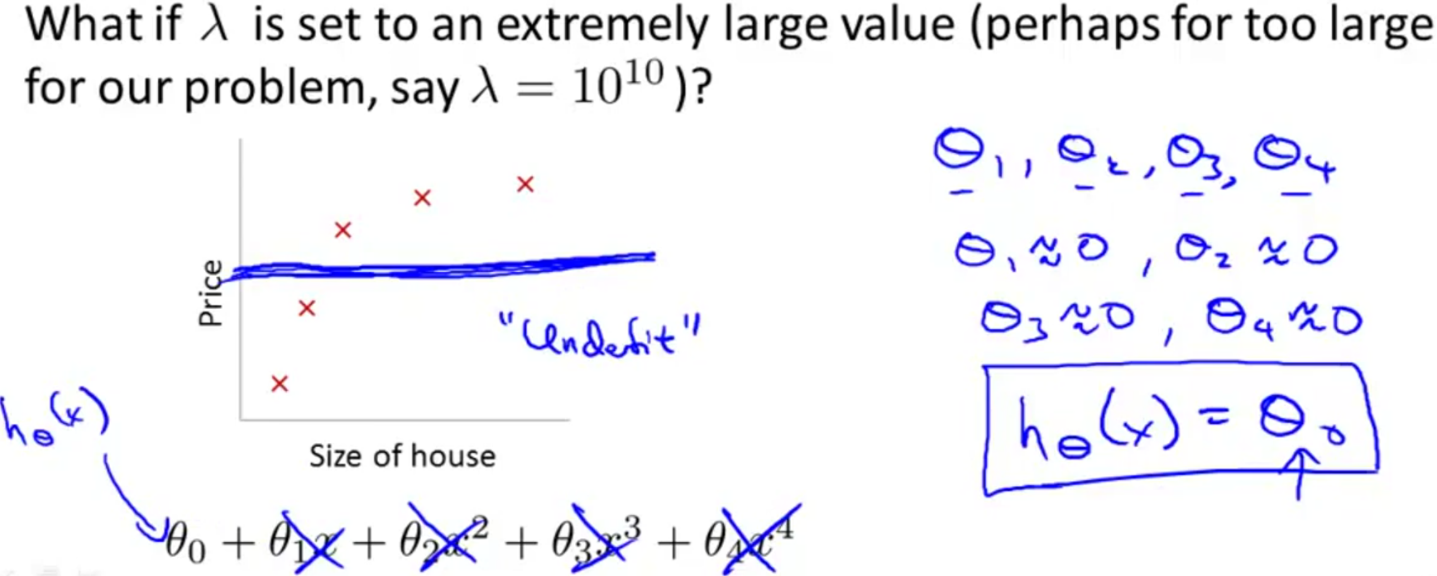 What if λ is set to an extremely large value (perhaps for too large
for our problem, say λ = 10¹⁰)?
θ₁, θ₂, θ₃, θ₄
θ₁ ≈ 0, θ₂ ≈ 0
θ₃ ≈ 0, θ₄ ≈ 0
Price
"Underfit"
h_θ(x)
h_θ(x) = θ₀
Size of house
θ₀ + θ₁x + θ₂x² + θ₃x³ + θ₄x⁴